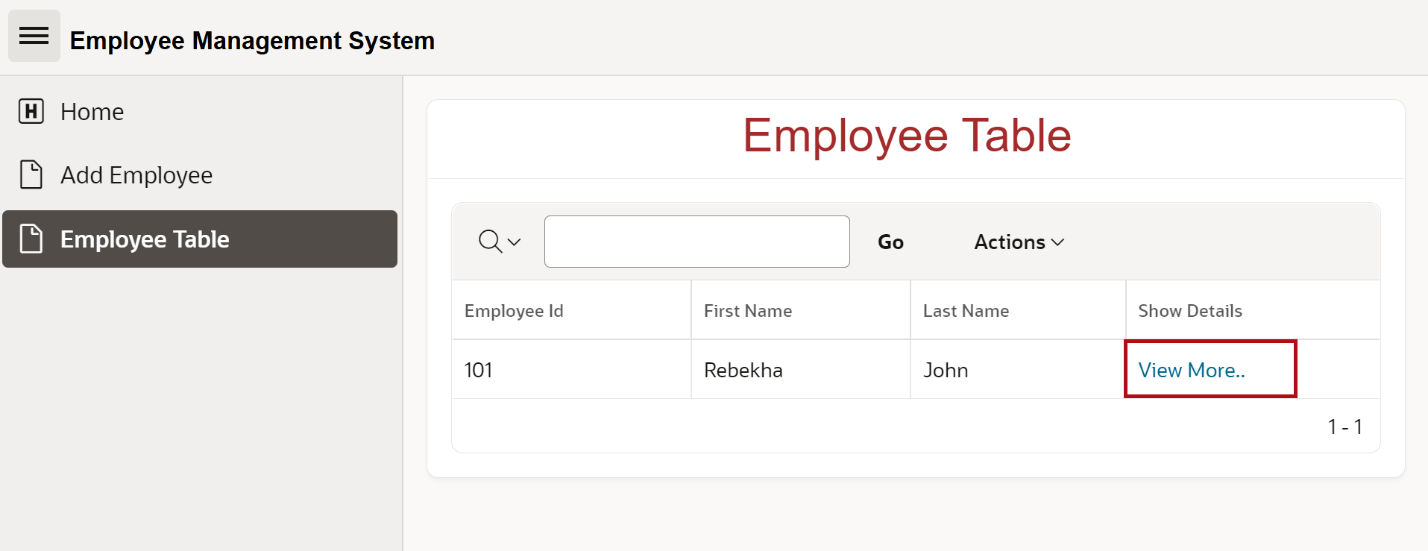 Employee Management System
Home
Add Employee
Employee Table
Employee Table
Go Actions
Employee Id First Name Last Name Show Details
101 Rebekha John View More..
1 - 1